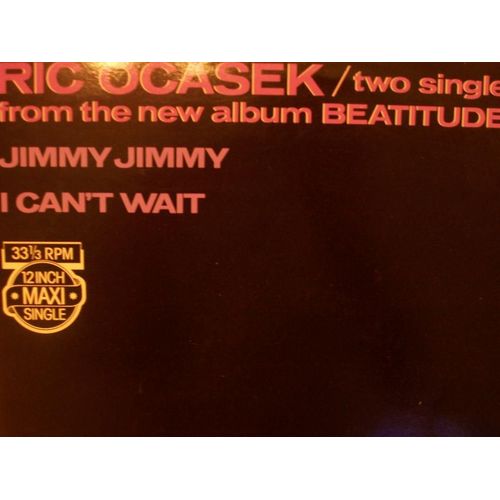 RIC OCASEK / two single
from the new album BEATITUDE
JIMMY JIMMY
I CAN'T WAIT
33⅓ RPM
12 INCH
MAXI
SINGLE